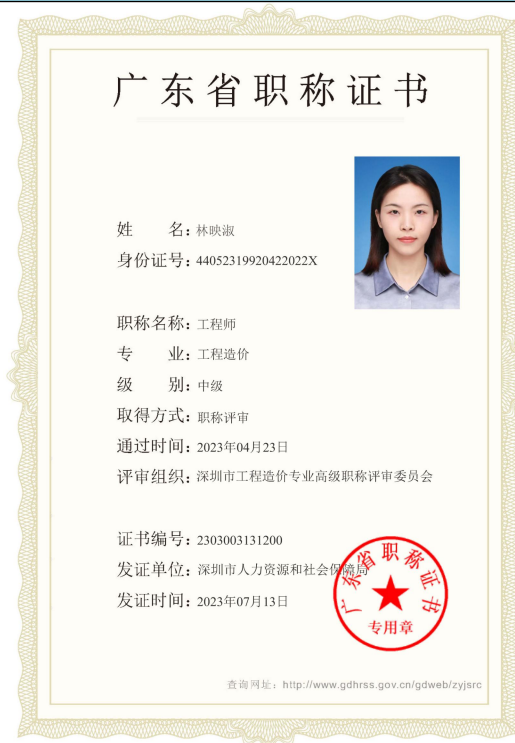 广东省职称证书
姓 名：林映淑
身份证号：44052319920422022X
职称名称：工程师
专 业：工程造价
级 别：中级
取得方式：职称评审
通过时间：2023年04月23日
评审组织：深圳市工程造价专业高级职称评审委员会
证书编号：2303003131200
发证单位：深圳市人力资源和社会保障局
发证时间：2023年07月13日
广东省职称证书
专用章
查询网址：http://www.gdhrss.gov.cn/gdweb/zyjsrc